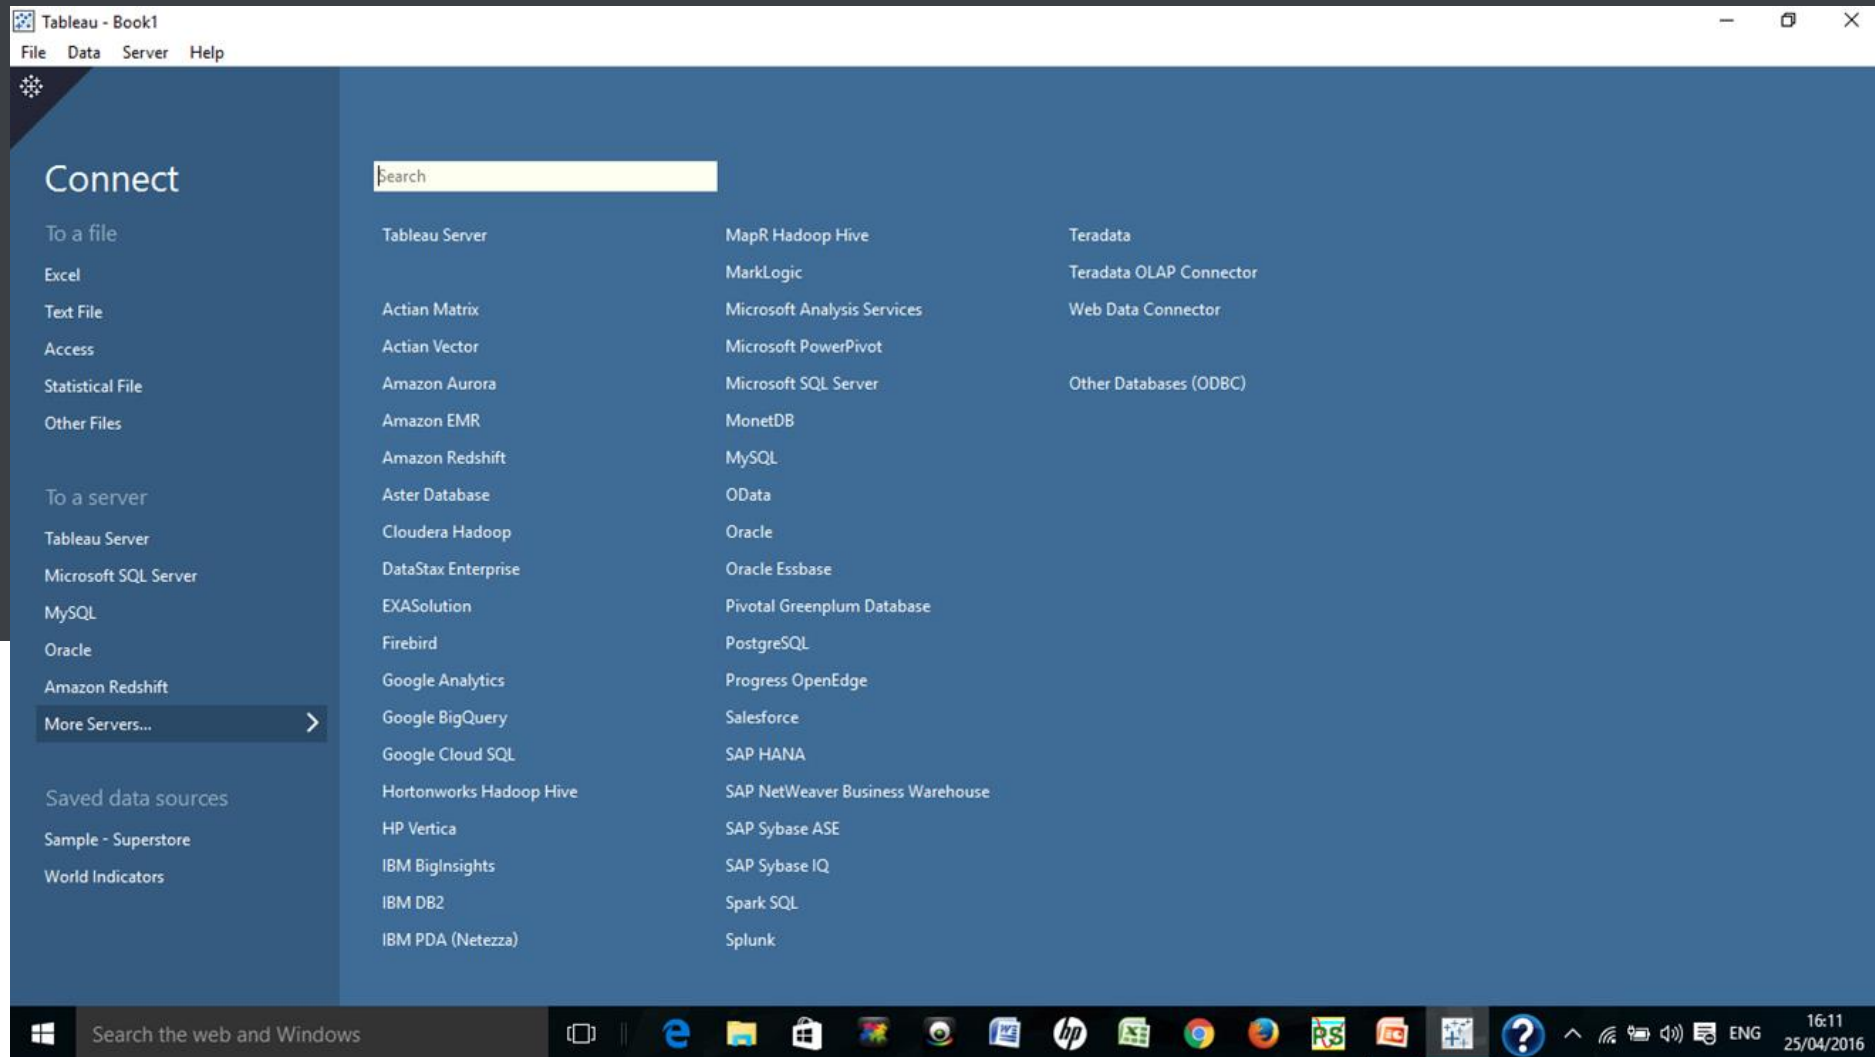 Tableau - Book1
File Data Server Help
Connect
To a file
Excel
Text File
Access
Statistical File
Other Files
To a server
Tableau Server
Microsoft SQL Server
MySQL
Oracle
Amazon Redshift
More Servers...
Saved data sources
Sample - Superstore
World Indicators
Search
Tableau Server
Actian Matrix
Actian Vector
Amazon Aurora
Amazon EMR
Amazon Redshift
Aster Database
Cloudera Hadoop
DataStax Enterprise
EXASolution
Firebird
Google Analytics
Google BigQuery
Google Cloud SQL
Hortonworks Hadoop Hive
HP Vertica
IBM BigInsights
IBM DB2
IBM PDA (Netezza)
MapR Hadoop Hive
MarkLogic
Microsoft Analysis Services
Microsoft PowerPivot
Microsoft SQL Server
MonetDB
MySQL
OData
Oracle
Oracle Essbase
Pivotal Greenplum Database
PostgreSQL
Progress OpenEdge
Salesforce
SAP HANA
SAP NetWeaver Business Warehouse
SAP Sybase ASE
SAP Sybase IQ
Spark SQL
Splunk
Teradata
Teradata OLAP Connector
Web Data Connector
Other Databases (ODBC)
Search the web and Windows
hp
RS
ENG
16:11
25/04/2016